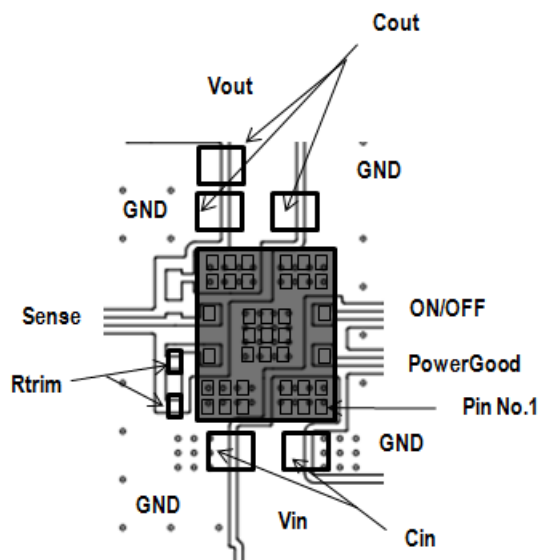 Cout
Vout
GND
GND
Sense
ON/OFF
PowerGood
Rtrim
Pin No.1
GND
GND
Vin
Cin